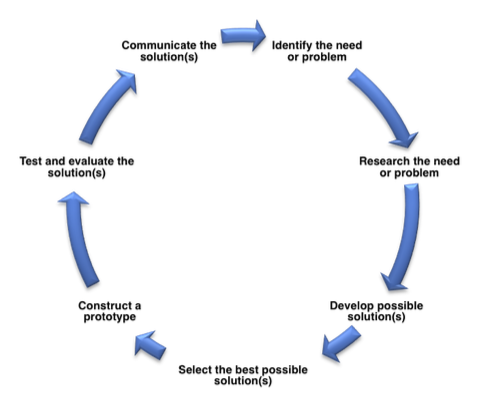 Communicate the
solution(s)
Identify the need
or problem
Research the need
or problem
Develop possible
solution(s)
Select the best possible
solution(s)
Construct a
prototype
Test and evaluate the
solution(s)